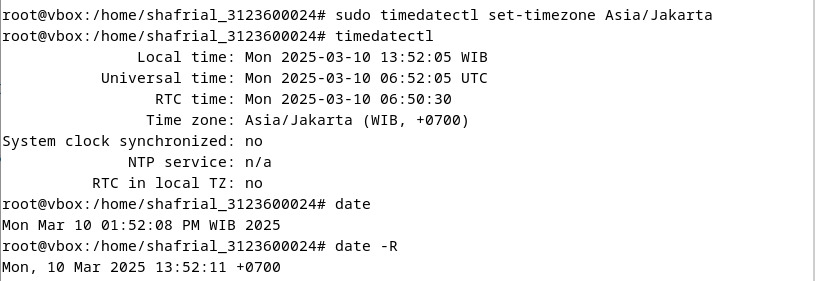 root@vbox:/home/shafrial_3123600024# sudo timedatectl set-timezone Asia/Jakarta
root@vbox:/home/shafrial_3123600024# timedatectl
               Local time: Mon 2025-03-10 13:52:05 WIB
           Universal time: Mon 2025-03-10 06:52:05 UTC
                 RTC time: Mon 2025-03-10 06:50:30
                Time zone: Asia/Jakarta (WIB, +0700)
System clock synchronized: no
              NTP service: n/a
          RTC in local TZ: no
root@vbox:/home/shafrial_3123600024# date
Mon Mar 10 01:52:08 PM WIB 2025
root@vbox:/home/shafrial_3123600024# date -R
Mon, 10 Mar 2025 13:52:11 +0700